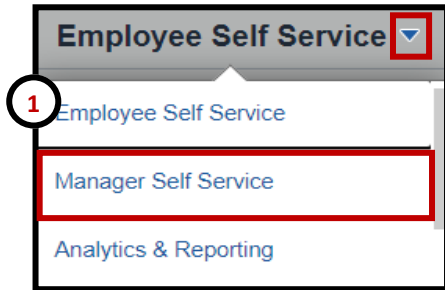 Employee Self Service
1
Employee Self Service
Manager Self Service
Analytics & Reporting